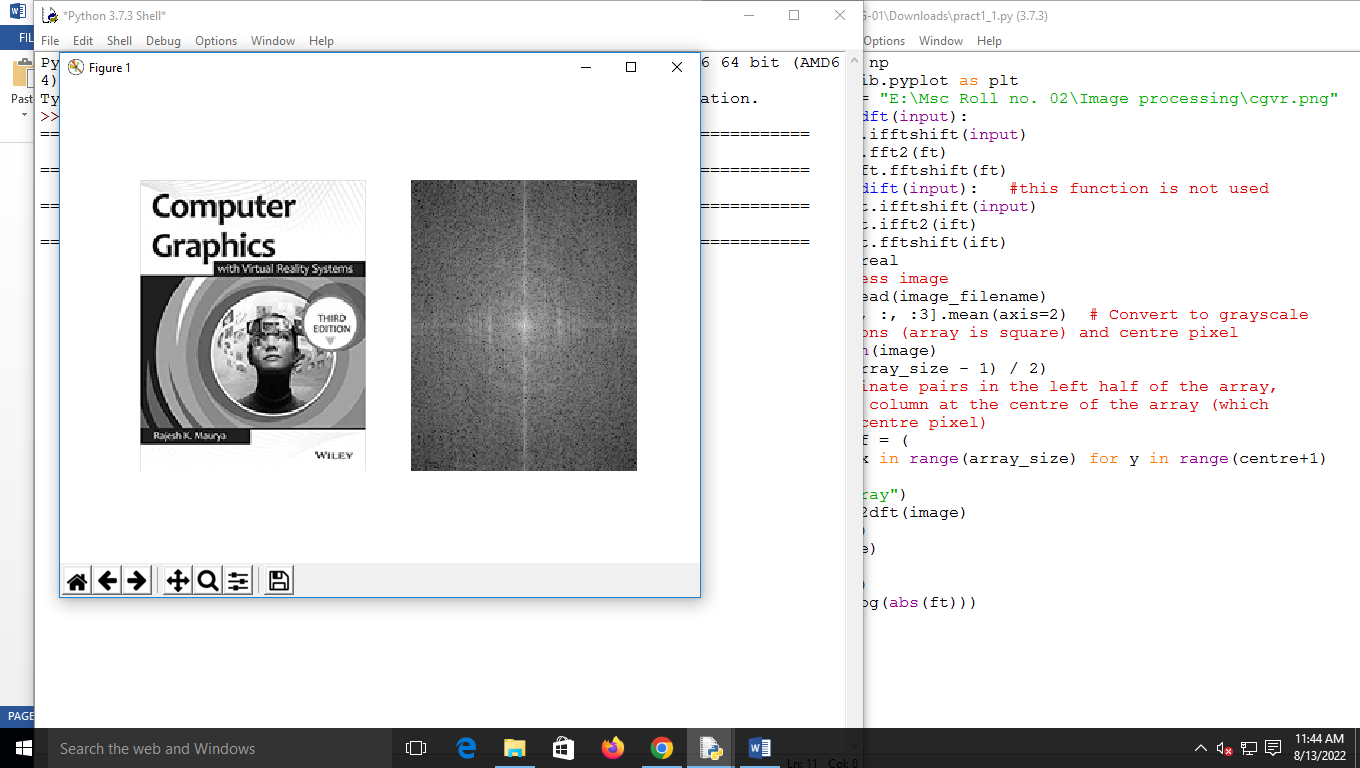 *Python 3.7.3 Shell*
File Edit Shell Debug Options Window Help
Figure 1
6 64 bit (AMD6
4)
ation.
>>
Computer
Graphics
with Virtual Reality Systems
THIRD
EDITION
Rajesh K. Maurya
WILEY
G-01\Downloads\pract1_1.py (3.7.3)
Options Window Help
np
ib.pyplot as plt
= "E:\Msc Roll no. 02\Image processing\cgvr.png"
dft(input):
.ifftshift(input)
.fft2(ft)
ft.fftshift(ft)
dift(input): #this function is not used
t.ifftshift(input)
t.ifft2(ift)
t.fftshift(ift)
real
ess image
ead(image_filename)
, :, :3].mean(axis=2) # Convert to grayscale
ons (array is square) and centre pixel
n(image)
rray_size - 1) / 2)
inate pairs in the left half of the array,
column at the centre of the array (which
centre pixel)
f = (
x in range(array_size) for y in range(centre+1)
ray")
2dft(image)
)
e)
)
og(abs(ft)))
FIL
Past
PAGE
Ln: 11 Col: 0
Search the web and Windows
11:44 AM
8/13/2022